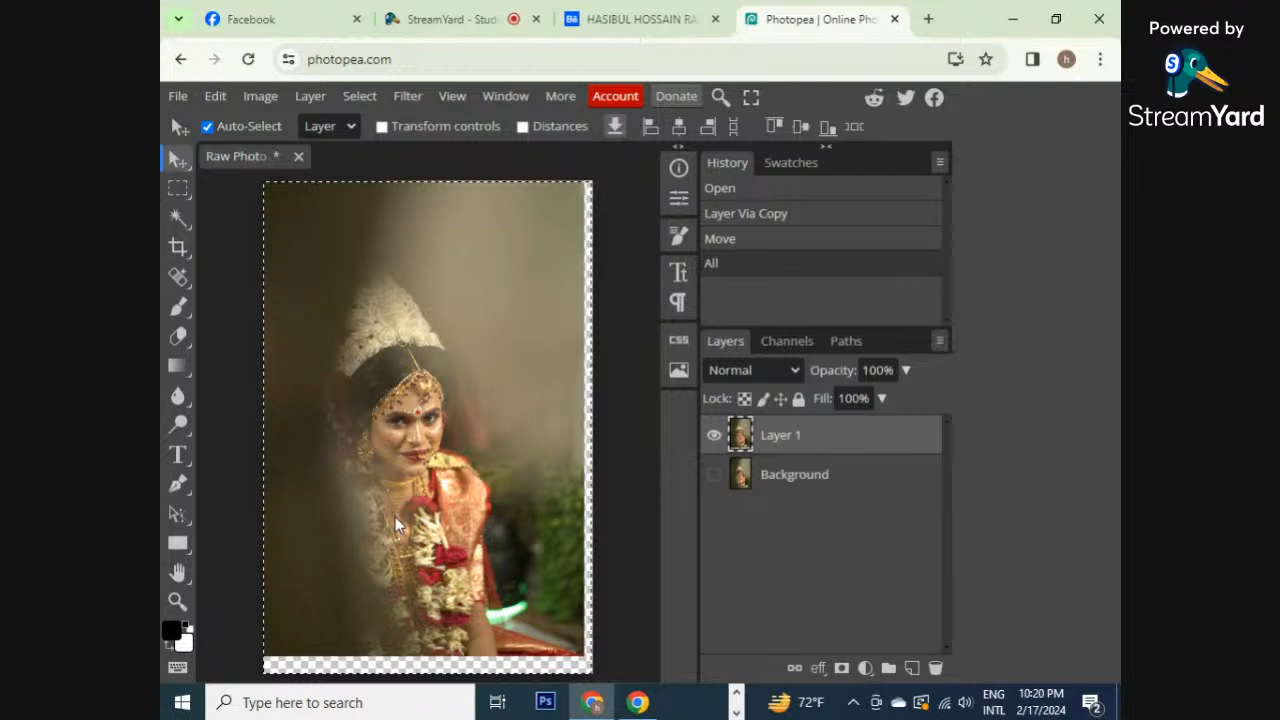 Facebook
StreamYard - Stud
HASIBUL HOSSAIN RA
Photopea | Online Pho
photopea.com
Powered by
StreamYard
File Edit Image Layer Select Filter View Window More Account Donate
Auto-Select Layer Transform controls Distances
Raw Photo *
History Swatches
Open
Layer Via Copy
Move
All
CSS
Layers Channels Paths
Normal Opacity: 100%
Lock: Fill: 100%
Layer 1
Background
eff
Type here to search
Ps
72°F
ENG
INTL
10:20 PM
2/17/2024
2